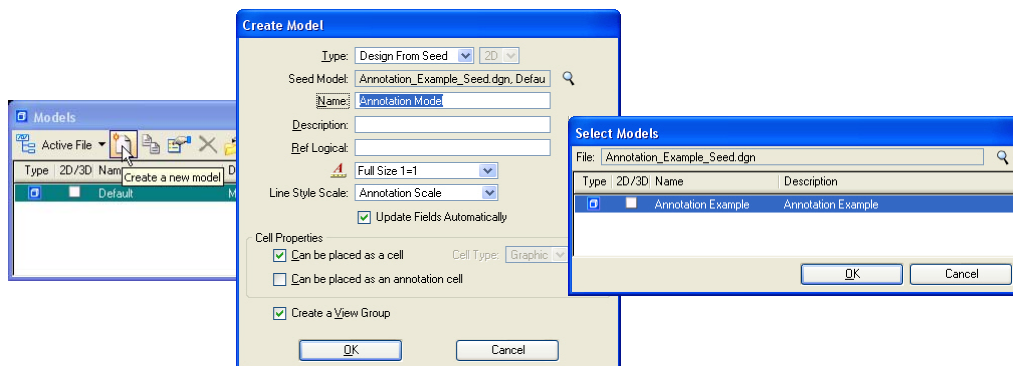 Create Model
Type: Design From Seed 2D
Seed Model: Annotation_Example_Seed.dgn, Defau
Name: Annotation Model
Description:
Ref Logical:
Full Size 1=1
Line Style Scale: Annotation Scale
Update Fields Automatically
Cell Properties
Can be placed as a cell Cell Type: Graphic
Can be placed as an annotation cell
Create a View Group
OK Cancel
Models
Active File
Type 2D/3D Nam D
Create a new model
Default M
Select Models
File: Annotation_Example_Seed.dgn
Type 2D/3D Name Description
Annotation Example Annotation Example
OK Cancel